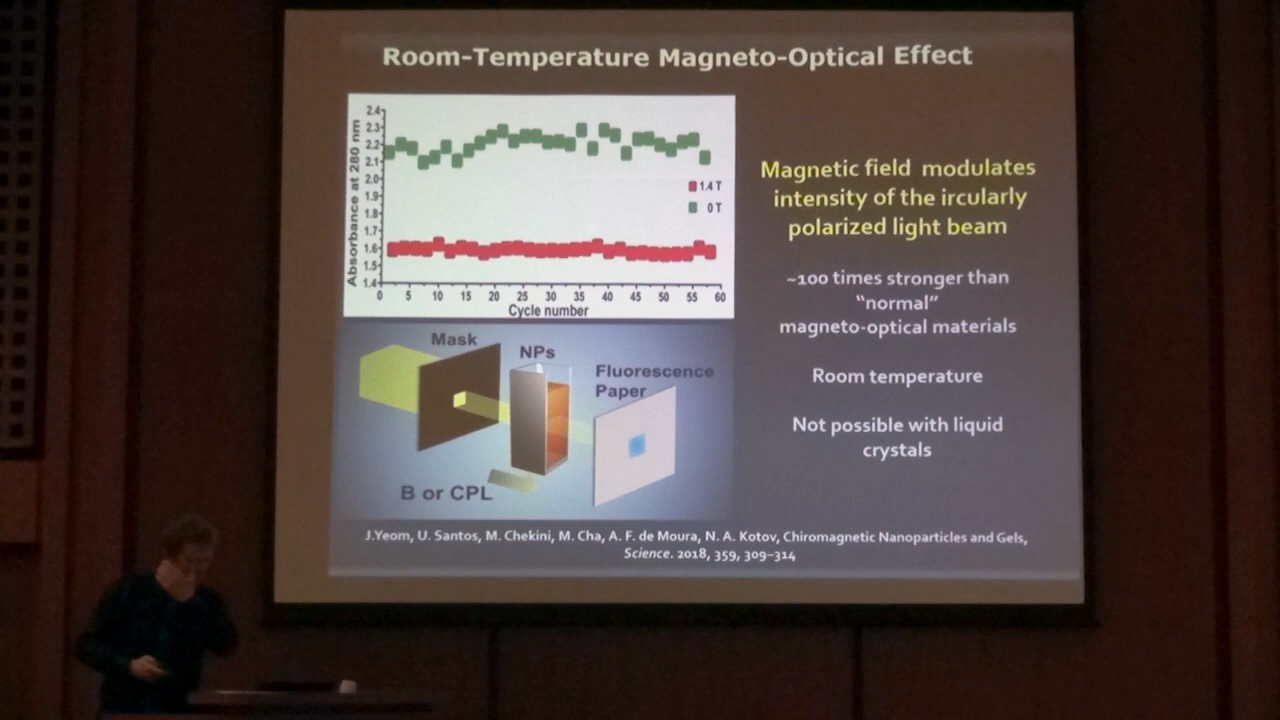 Room-Temperature Magneto-Optical Effect
Absorbance at 280 nm
2.4
2.3
2.2
2.1
2.0
1.9
1.8
1.7
1.6
1.5
1.4
1.4 T
0 T
0 5 10 15 20 25 30 35 40 45 50 55 60
Cycle number
Magnetic field modulates
intensity of the ircularly
polarized light beam
~100 times stronger than
“normal”
magneto-optical materials
Room temperature
Not possible with liquid
crystals
Mask
NPs
Fluorescence
Paper
B or CPL
J.Yeom, U. Santos, M. Chekini, M. Cha, A. F. de Moura, N. A. Kotov, Chiromagnetic Nanoparticles and Gels,
Science. 2018, 359, 309–314